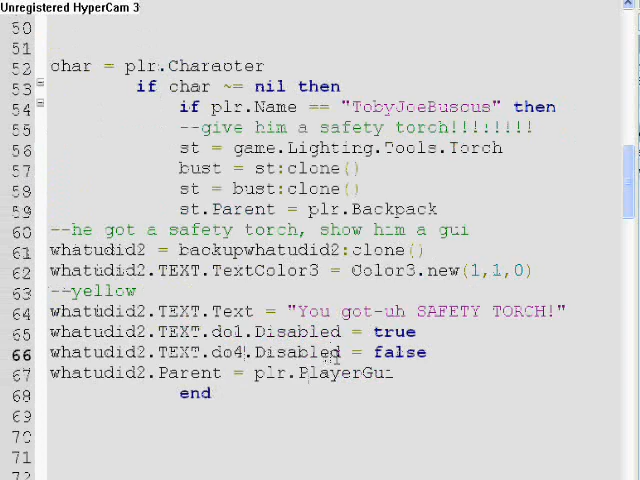 Unregistered HyperCam 3
50
51
52 char = plr.Character
53 if char ~= nil then
54 if plr.Name == "TobyJoeBuscus" then
55 --give him a safety torch!!!!!!!!
56 st = game.Lighting.Tools.Torch
57 bust = st:clone()
58 st = bust:clone()
59 st.Parent = plr.Backpack
60 --he got a safety torch, show him a gui
61 whatudid2 = backupwhatudid2:clone()
62 whatudid2.TEXT.TextColor3 = Color3.new(1,1,0)
63 --yellow
64 whatudid2.TEXT.Text = "You got-uh SAFETY TORCH!"
65 whatudid2.TEXT.do1.Disabled = true
66 whatudid2.TEXT.do4.Disabled = false
67 whatudid2.Parent = plr.PlayerGui
68 end
69
70
71
72